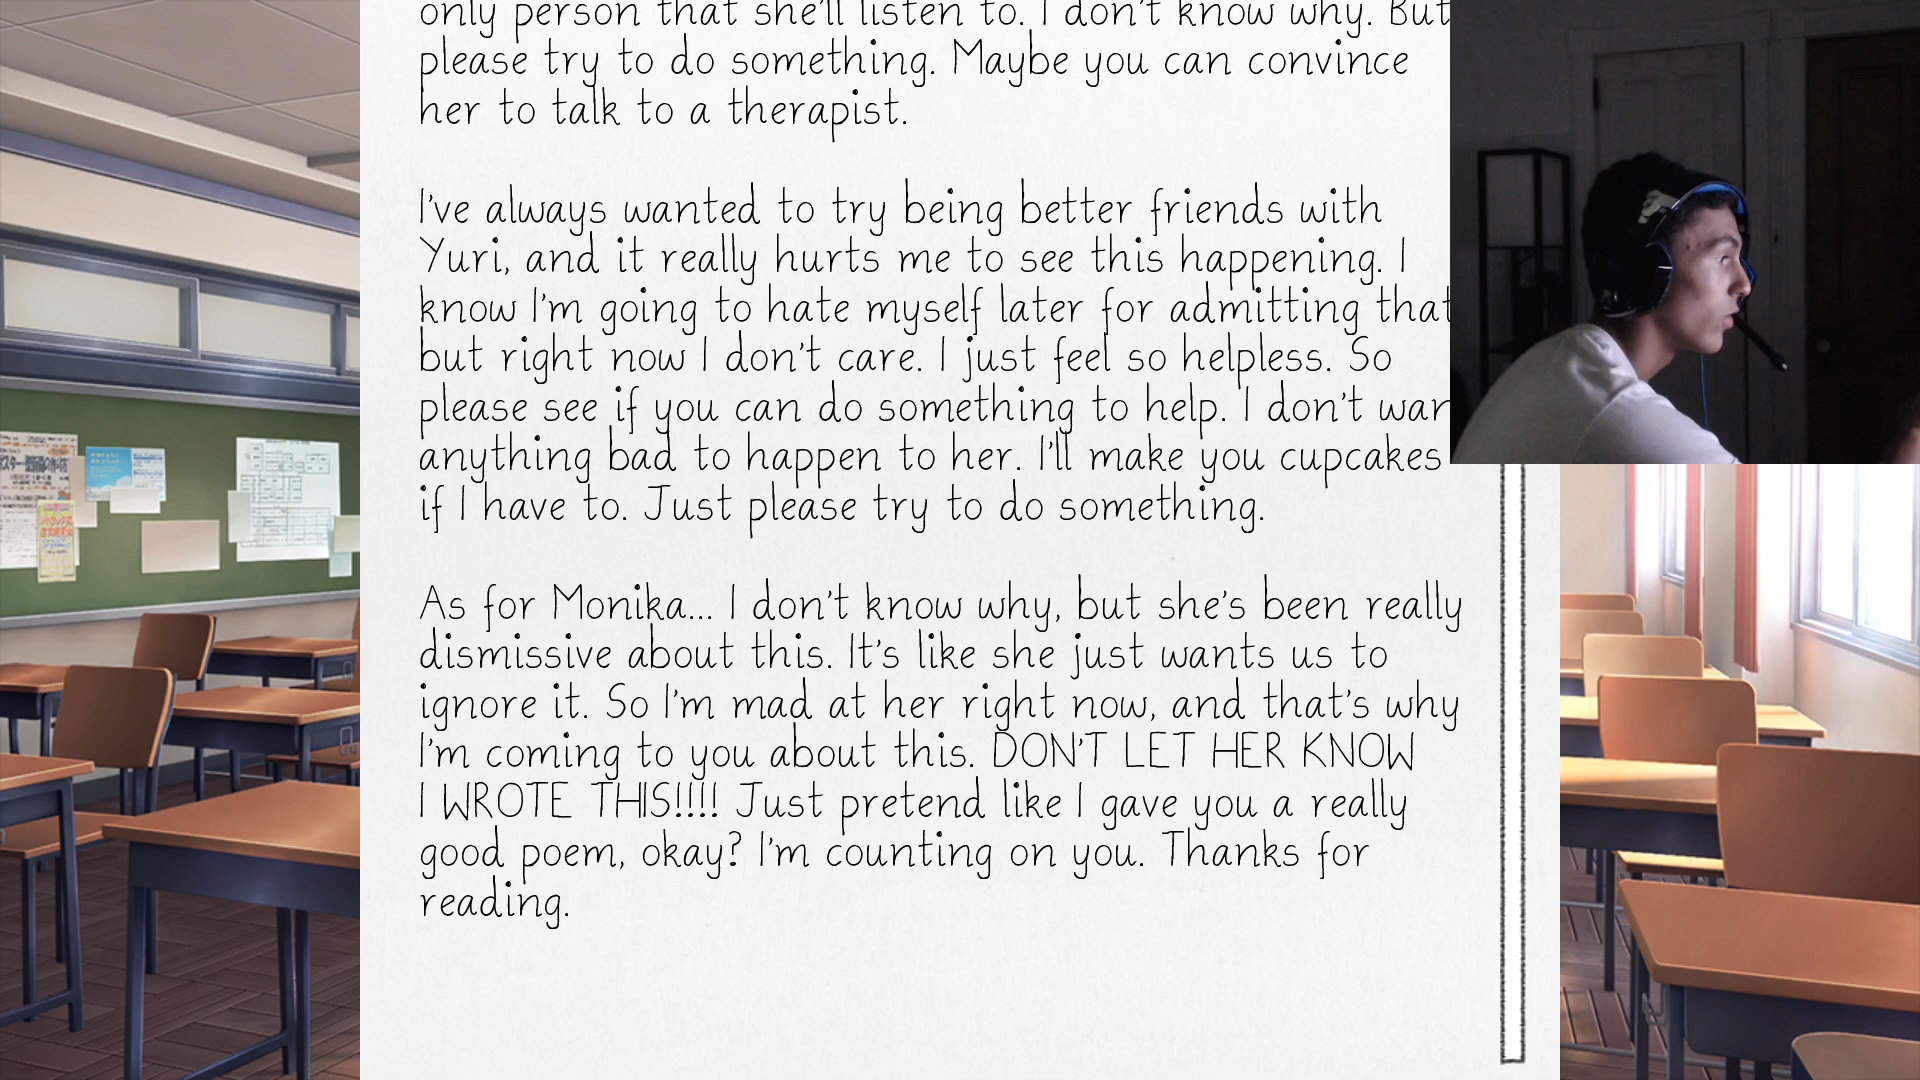 only person that she'll listen to. I don't know why. But
please try to do something. Maybe you can convince
her to talk to a therapist.
I've always wanted to try being better friends with
Yuri, and it really hurts me to see this happening. I
know I'm going to hate myself later for admitting that
but right now I don't care. I just feel so helpless. So
please see if you can do something to help. I don't
anything bad to happen to her. I'll make you cupcakes
if I have to. Just please try to do something.
As for Monika... I don't know why, but she's been really
dismissive about this. It's like she just wants us to
ignore it. So I'm mad at her right now, and that's why
I'm coming to you about this. DON'T LET HER KNOW
I WROTE THIS!!!! Just pretend like I gave you a really
good poem, okay? I'm counting on you. Thanks for
reading.